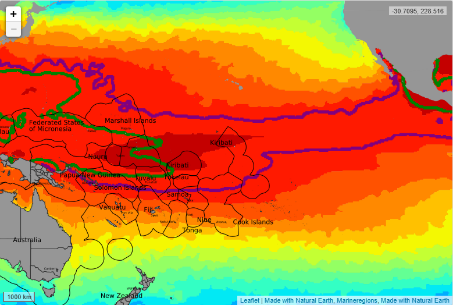 +
-30.7095, 226.516
−
Federated States
of Micronesia
Marshall Islands
Nauru
Kiribati
Papua New Guinea
Solomon Islands
Tuvalu
Tokelau
Samoa
Vanuatu
Fiji
Niue
Cook Islands
Tonga
Australia
New Zealand
1000 km
Leaflet | Made with Natural Earth, Marineregions, Made with Natural Earth